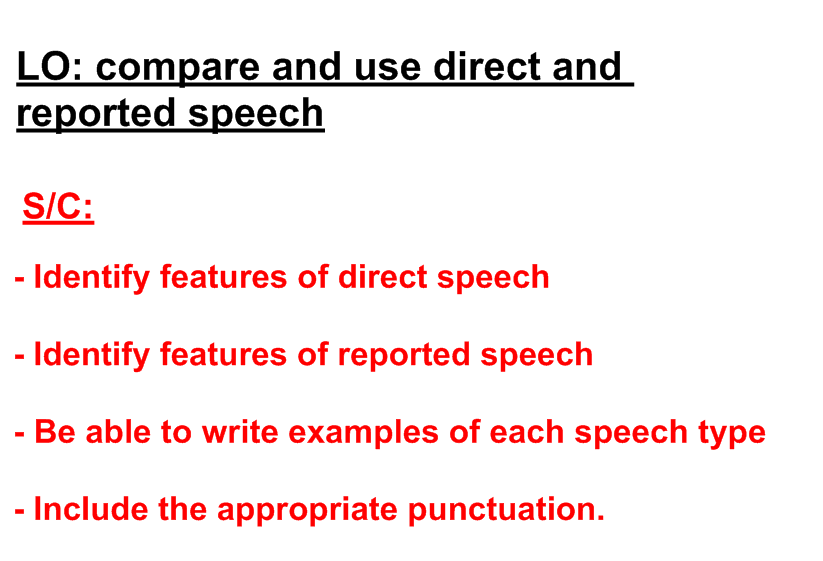 LO: compare and use direct and
reported speech
S/C:
- Identify features of direct speech
- Identify features of reported speech
- Be able to write examples of each speech type
- Include the appropriate punctuation.